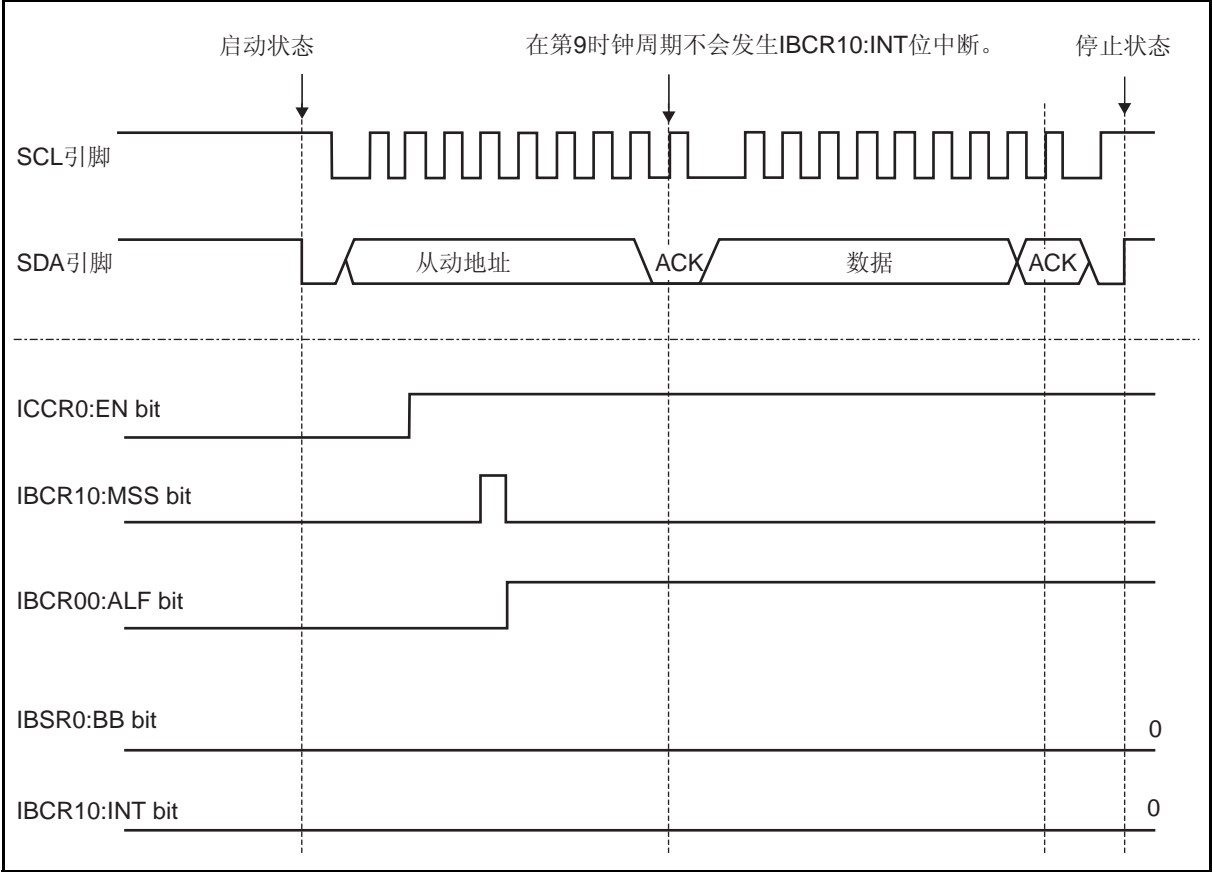 启动状态
在第9时钟周期不会发生IBCR10:INT位中断。
停止状态
SCL引脚
SDA引脚
从动地址
ACK
数据
ACK
ICCR0:EN bit
IBCR10:MSS bit
IBCR00:ALF bit
IBSR0:BB bit
0
IBCR10:INT bit
0